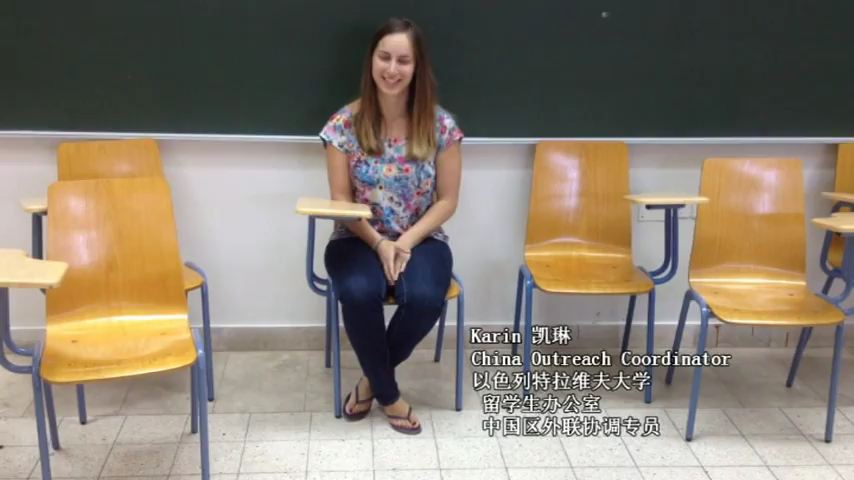 Karin 凯琳
China Outreach Coordinator
以色列特拉维夫大学
留学生办公室
中国区外联协调专员